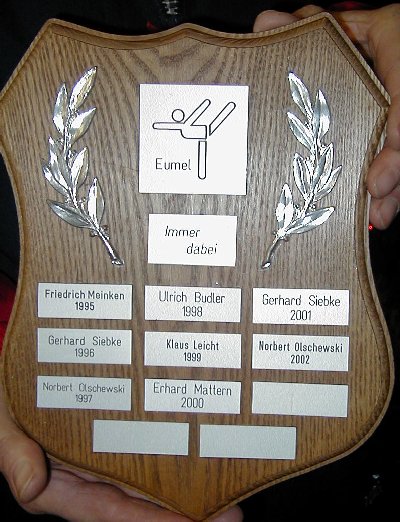 Eumel
Immer
dabei
Friedrich Meinken
1995
Ulrich Budler
1998
Gerhard Siebke
2001
Gerhard Siebke
1996
Klaus Leicht
1999
Norbert Olschewski
2002
Norbert Olschewski
1997
Erhard Mattern
2000